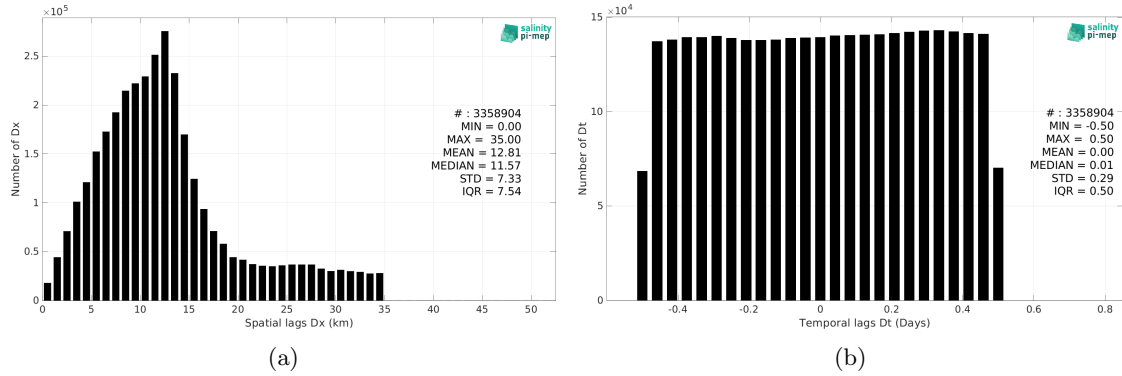 ×10⁵
2.5
2
1.5
1
0.5
0
0 5 10 15 20 25 30 35 40 45 50
Number of Dx
Spatial lags Dx (km)
salinity
pi-mep
# : 3358904
MIN = 0.00
MAX = 35.00
MEAN = 12.81
MEDIAN = 11.57
STD = 7.33
IQR = 7.54
(a)
×10⁴
15
10
5
0
-0.4 -0.2 0 0.2 0.4 0.6 0.8
Number of Dt
Temporal lags Dt (Days)
salinity
pi-mep
# : 3358904
MIN = -0.50
MAX = 0.50
MEAN = 0.00
MEDIAN = 0.01
STD = 0.29
IQR = 0.50
(b)